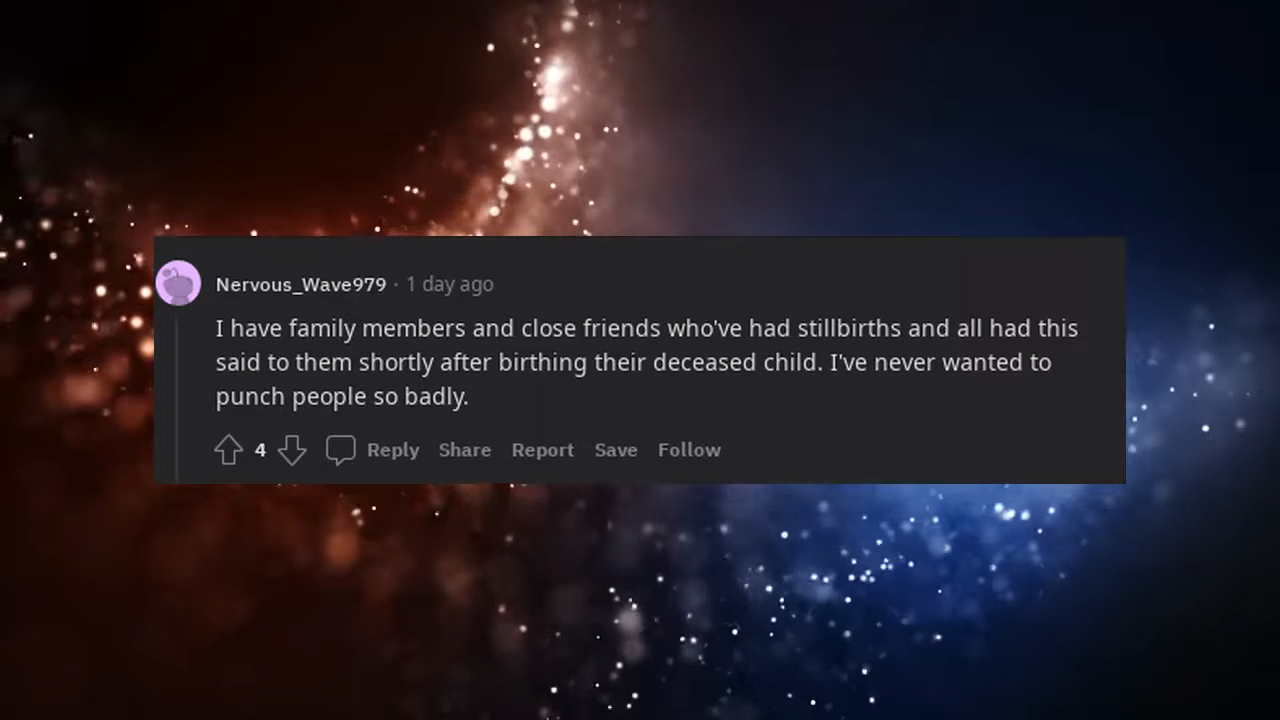 Nervous_Wave979 · 1 day ago
I have family members and close friends who've had stillbirths and all had this
said to them shortly after birthing their deceased child. I've never wanted to
punch people so badly.
4 Reply Share Report Save Follow